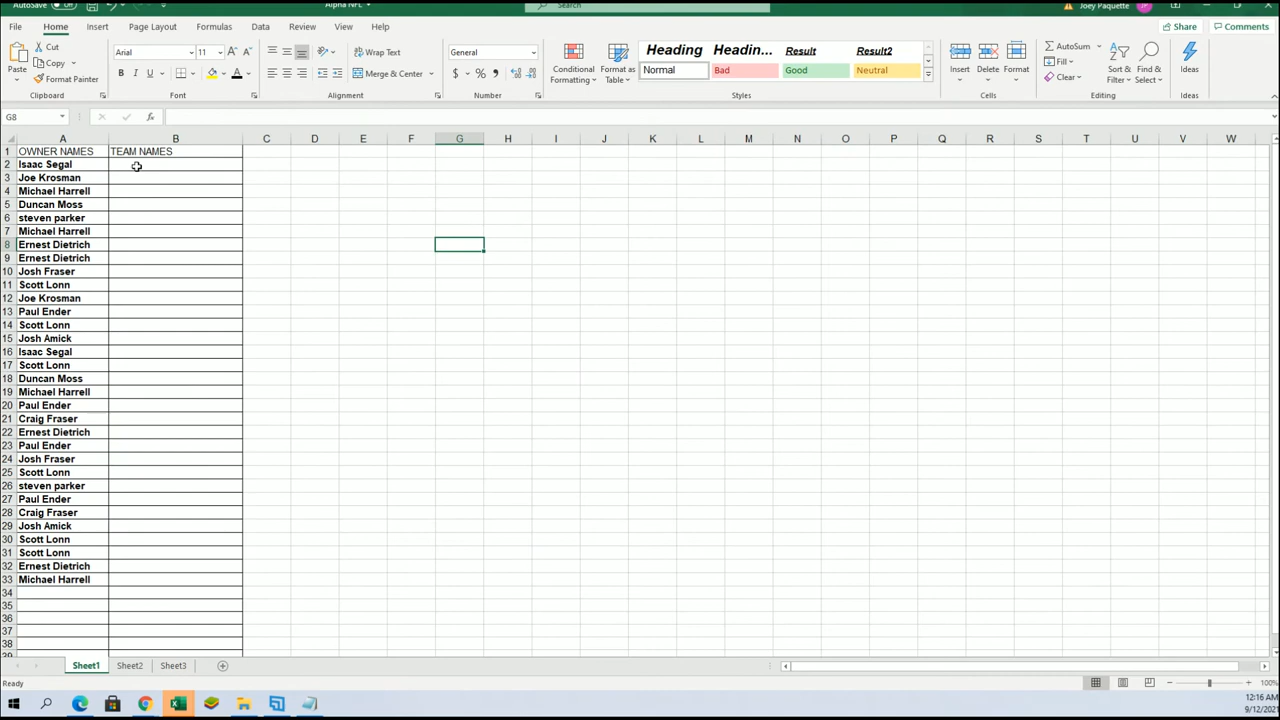 AutoSave Off
Alpha NFL
Search
Joey Paquette JP
File Home Insert Page Layout Formulas Data Review View Help
Share Comments
Cut
Copy
Format Painter
Paste
Clipboard
Arial 11
Font
Wrap Text
Merge & Center
Alignment
General
Number
Conditional Formatting
Format as Table
Heading Headin... Result Result2
Normal Bad Good Neutral
Styles
Insert Delete Format
Cells
AutoSum
Fill
Clear
Sort & Filter
Find & Select
Editing
Ideas
Ideas
G8
A B C D E F G H I J K L M N O P Q R S T U V W
1 OWNER NAMES TEAM NAMES
2 Isaac Segal
3 Joe Krosman
4 Michael Harrell
5 Duncan Moss
6 steven parker
7 Michael Harrell
8 Ernest Dietrich
9 Ernest Dietrich
10 Josh Fraser
11 Scott Lonn
12 Joe Krosman
13 Paul Ender
14 Scott Lonn
15 Josh Amick
16 Isaac Segal
17 Scott Lonn
18 Duncan Moss
19 Michael Harrell
20 Paul Ender
21 Craig Fraser
22 Ernest Dietrich
23 Paul Ender
24 Josh Fraser
25 Scott Lonn
26 steven parker
27 Paul Ender
28 Craig Fraser
29 Josh Amick
30 Scott Lonn
31 Scott Lonn
32 Ernest Dietrich
33 Michael Harrell
34
35
36
37
38
Sheet1 Sheet2 Sheet3
Ready
100%
12:16 AM